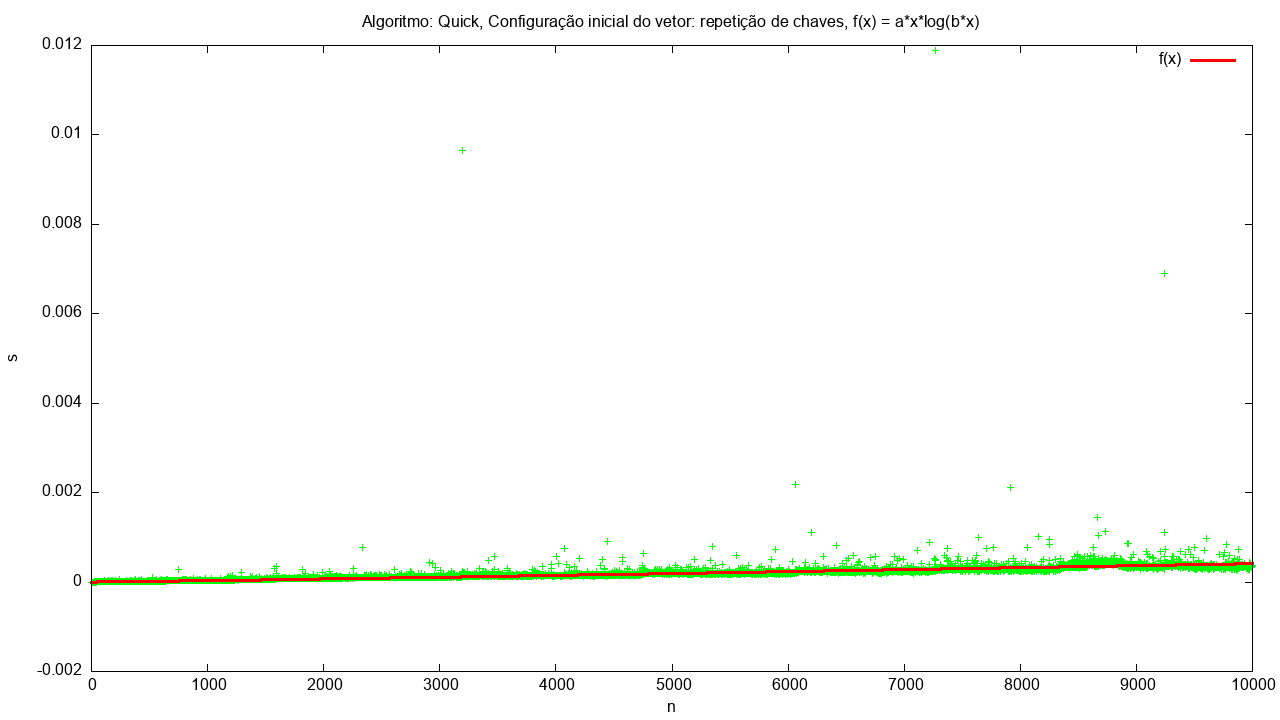 Algoritmo: Quick, Configuração inicial do vetor: repetição de chaves, f(x) = a*x*log(b*x)
f(x)
0.012
0.01
0.008
0.006
0.004
0.002
0
-0.002
s
0 1000 2000 3000 4000 5000 6000 7000 8000 9000 10000
n